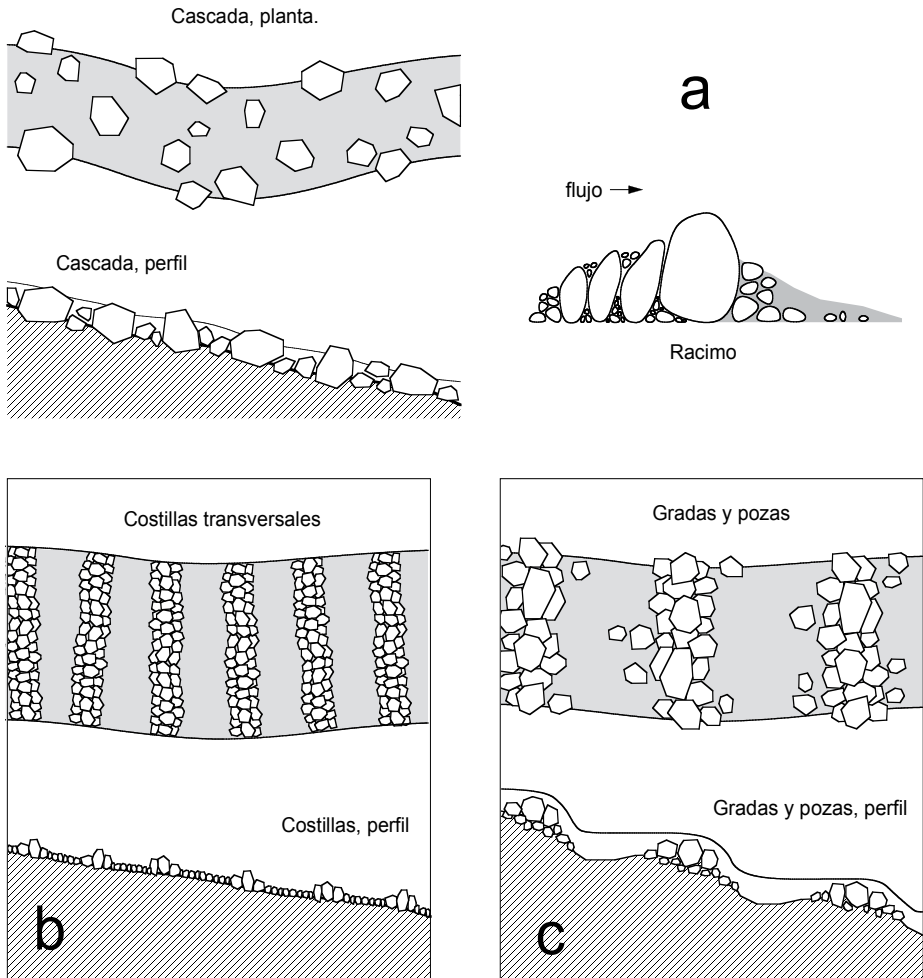 Cascada, planta.
a
flujo
Cascada, perfil
Racimo
Costillas transversales
Gradas y pozas
Costillas, perfil
Gradas y pozas, perfil
b
c